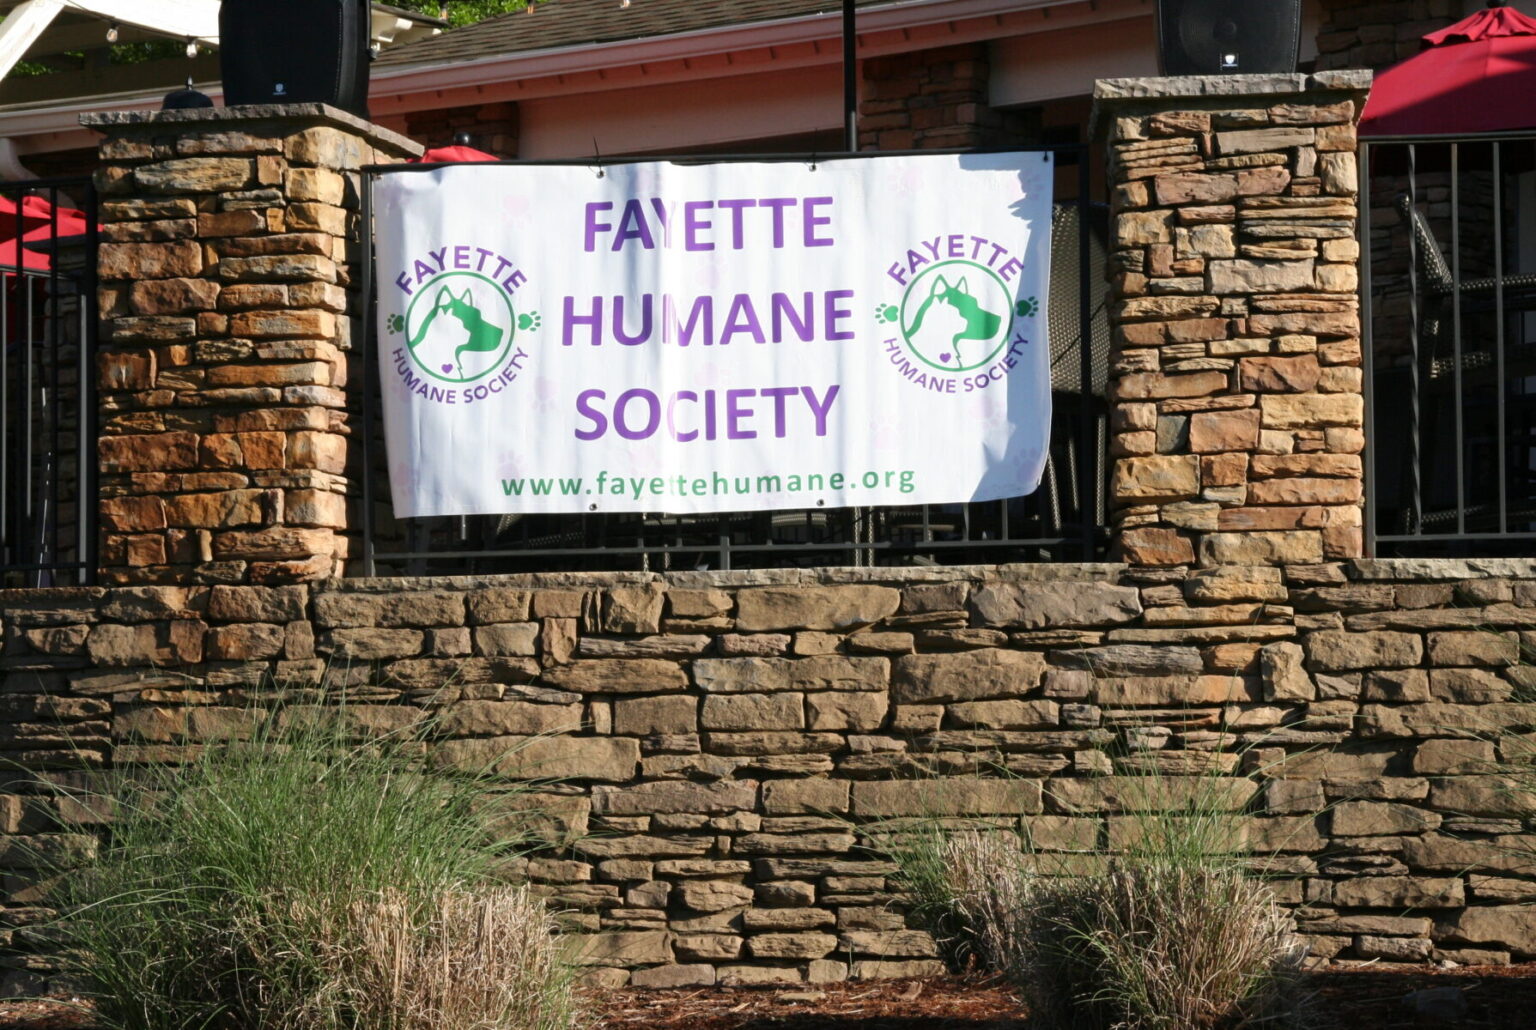 FAYETTE
HUMANE
SOCIETY
www.fayettehumane.org
FAYETTE
HUMANE SOCIETY
FAYETTE
HUMANE SOCIETY